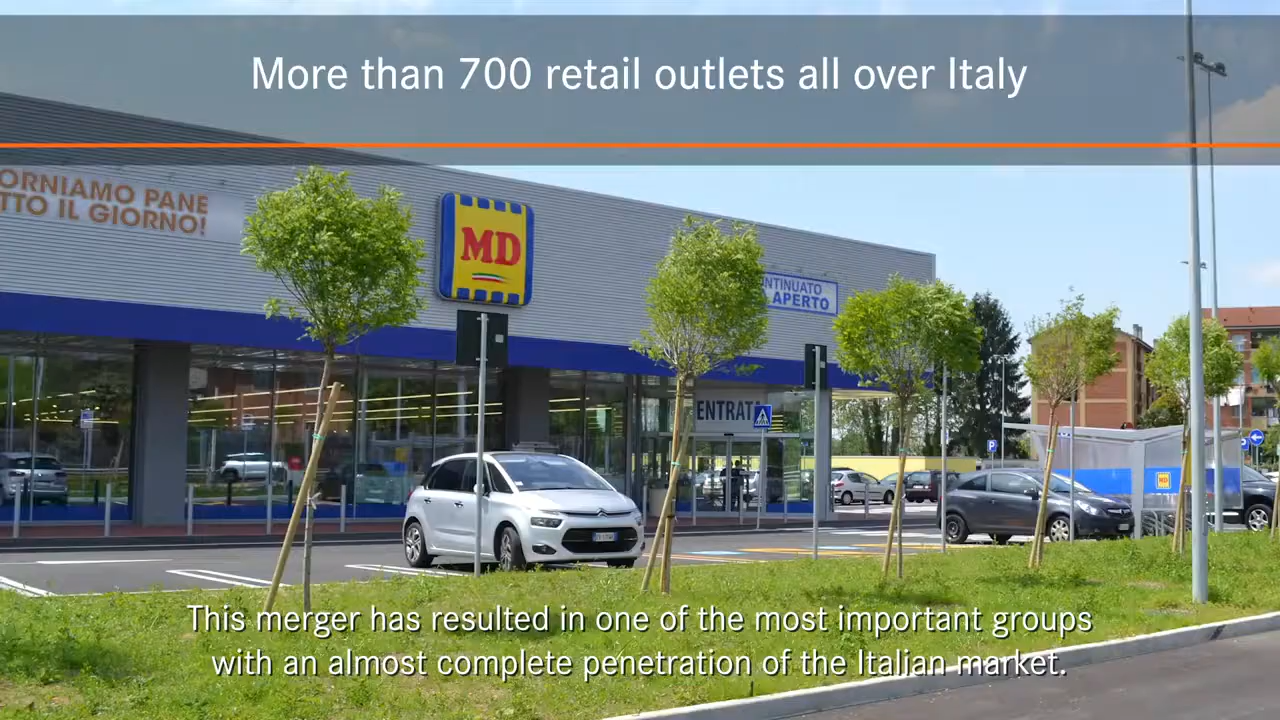 More than 700 retail outlets all over Italy
ORNIAMO PANE
TTO IL GIORNO!
MD
NTINUATO
APERTO
ENTRATA
P
MD
This merger has resulted in one of the most important groups
with an almost complete penetration of the Italian market.